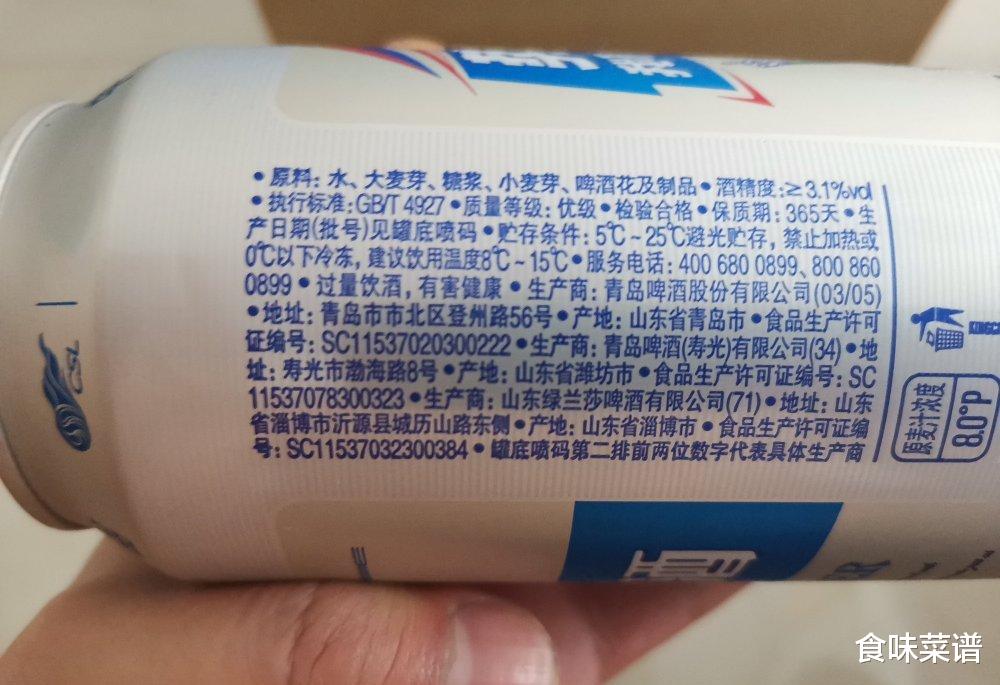 •原料：水、大麦芽、糖浆、小麦芽、啤酒花及制品•酒精度:≥3.1%vol
•执行标准:GB/T 4927•质量等级:优级•检验合格•保质期：365天•生
产日期(批号)见罐底喷码•贮存条件：5℃~25℃避光贮存，禁止加热或
0℃以下冷冻，建议饮用温度8℃~15℃•服务电话：400 680 0899、800 860
0899•过量饮酒，有害健康•生产商：青岛啤酒股份有限公司(03/05)
•地址：青岛市市北区登州路56号•产地：山东省青岛市•食品生产许可
证编号：SC11537020300222•生产商：青岛啤酒(寿光)有限公司(34)•地
址：寿光市渤海路8号•产地：山东省潍坊市•食品生产许可证编号：SC
11537078300323•生产商：山东绿兰莎啤酒有限公司(71)•地址：山东
省淄博市沂源县城历山路东侧•产地：山东省淄博市•食品生产许可证编
号：SC11537032300384•罐底喷码第二排前两位数字代表具体生产商
原麦汁浓度
8.0°P
CSL
食味菜谱